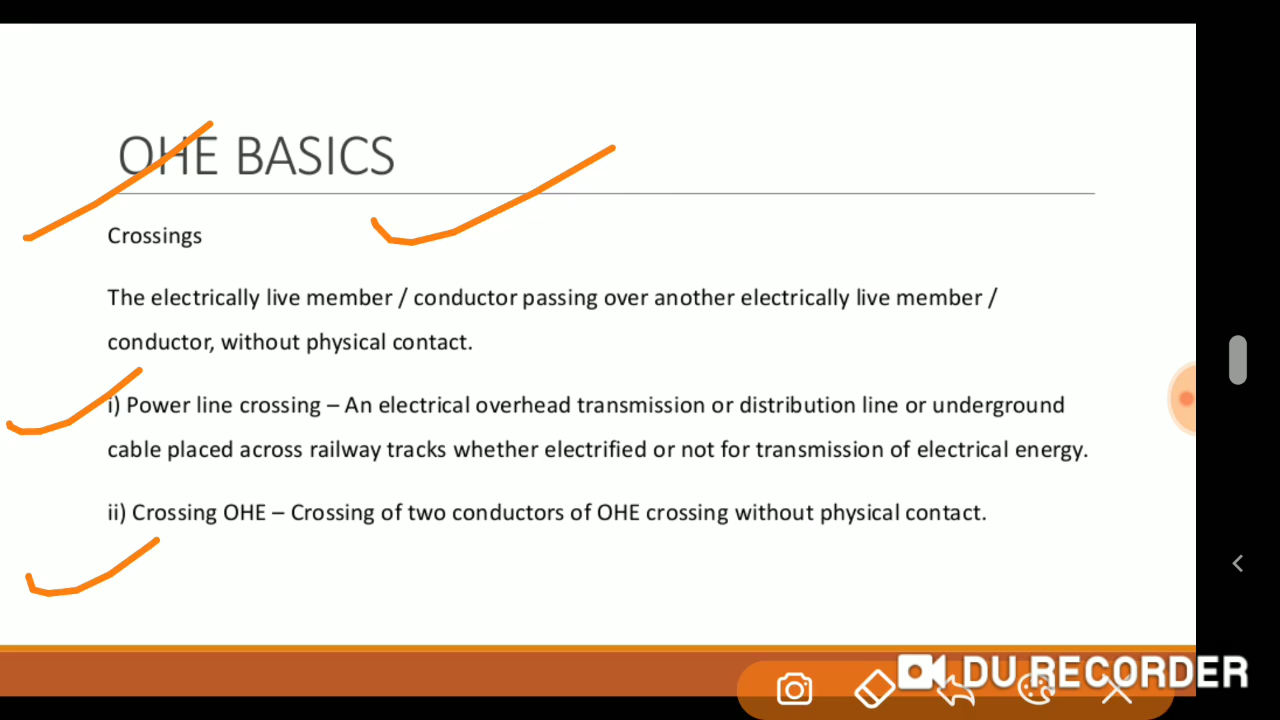 OHE BASICS
Crossings
The electrically live member / conductor passing over another electrically live member /
conductor, without physical contact.
i) Power line crossing – An electrical overhead transmission or distribution line or underground
cable placed across railway tracks whether electrified or not for transmission of electrical energy.
ii) Crossing OHE – Crossing of two conductors of OHE crossing without physical contact.
DU RECORDER